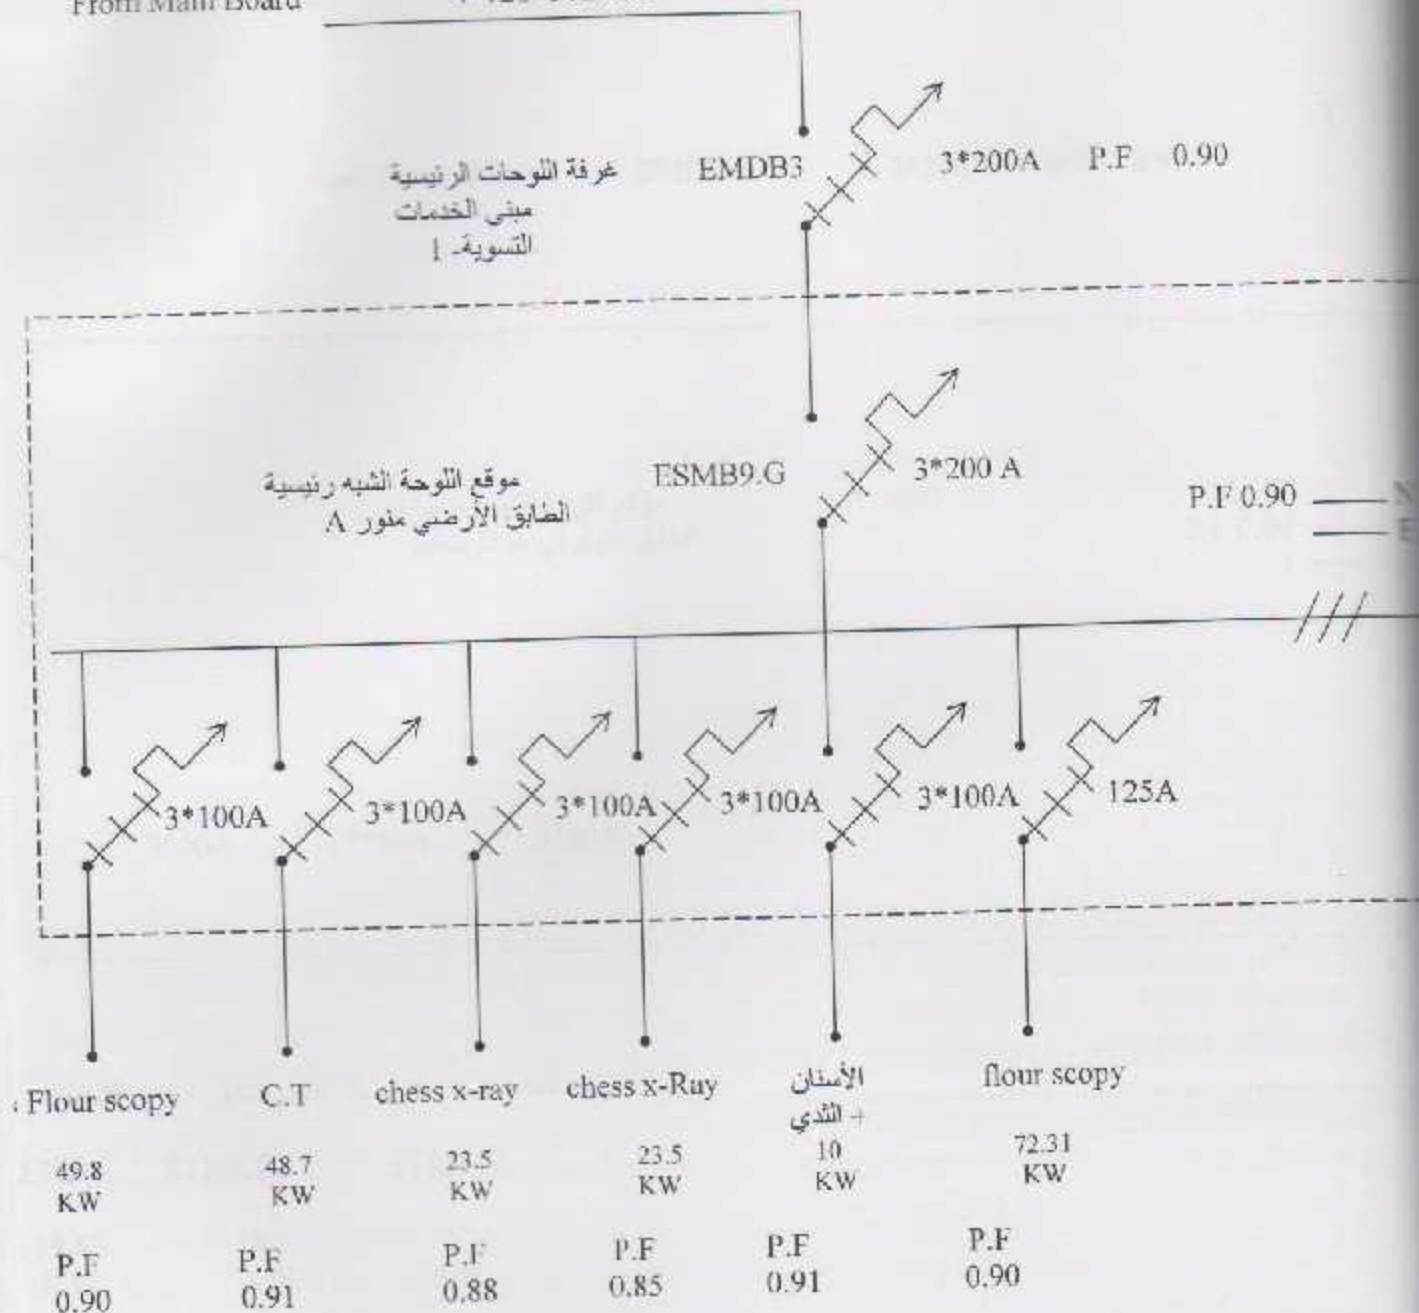 From Main Board
EMDB3
3*200A P.F 0.90
غرفة اللوحات الرئيسية
مبنى الخدمات
التسوية- 1
موقع اللوحة الشبه رئيسية
الطابق الأرضي منور A
ESMB9.G
3*200 A
P.F 0.90
N
E
3*100A 3*100A 3*100A 3*100A 3*100A 125A
Flour scopy C.T chess x-ray chess x-Ray الأسنان flour scopy
+ الثدي
49.8 48.7 23.5 23.5 10 72.31
KW KW KW KW KW KW
P.F P.F P.F P.F P.F P.F
0.90 0.91 0.88 0.85 0.91 0.90